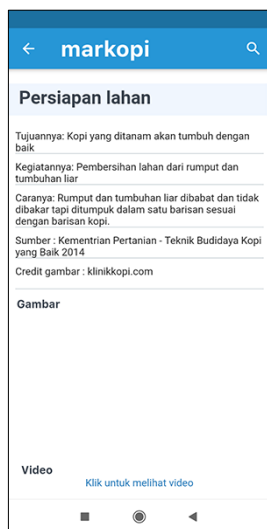 markopi
Persiapan lahan
Tujuannya: Kopi yang ditanam akan tumbuh dengan
baik
Kegiatannya: Pembersihan lahan dari rumput dan
tumbuhan liar
Caranya: Rumput dan tumbuhan liar dibabat dan tidak
dibakar tapi ditumpuk dalam satu barisan sesuai
dengan barisan kopi.
Sumber : Kementrian Pertanian - Teknik Budidaya Kopi
yang Baik 2014
Credit gambar : klinikkopi.com
Gambar
Video
Klik untuk melihat video